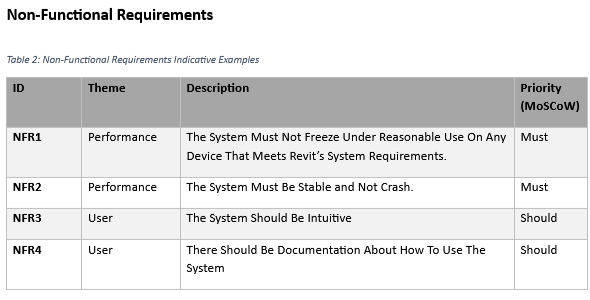 Non-Functional Requirements
Table 2: Non-Functional Requirements Indicative Examples
ID Theme Description Priority (MoSCoW)
NFR1 Performance The System Must Not Freeze Under Reasonable Use On Any Device That Meets Revit's System Requirements. Must
NFR2 Performance The System Must Be Stable and Not Crash. Must
NFR3 User The System Should Be Intuitive Should
NFR4 User There Should Be Documentation About How To Use The System Should